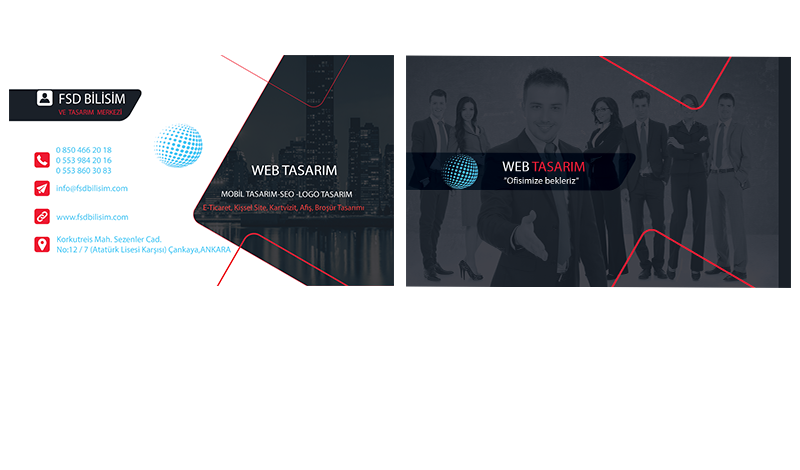 FSD BİLİSİM
VE TASARIM MERKEZİ
0 850 466 20 18
0 553 984 20 16
0 553 860 30 83
info@fsdbilisim.com
www.fsdbilisim.com
Korkutreis Mah. Sezenler Cad.
No:12 / 7 (Atatürk Lisesi Karşısı) Çankaya,ANKARA
WEB TASARIM
MOBİL TASARIM-SEO -LOGO TASARIM
E-Ticaret, Kişsel Site, Kartvizit, Afiş, Broşür Tasarımı
WEB TASARIM
"Ofisimize bekleriz"